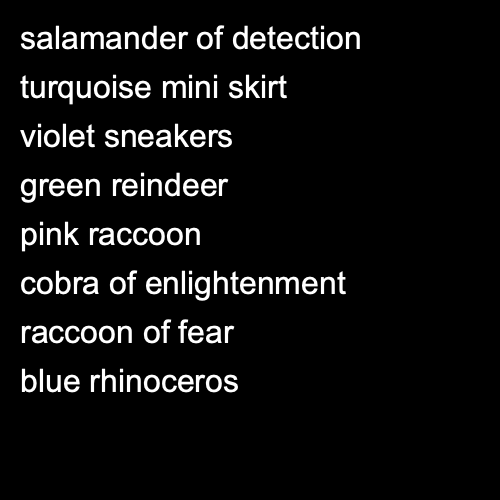 salamander of detection
turquoise mini skirt
violet sneakers
green reindeer
pink raccoon
cobra of enlightenment
raccoon of fear
blue rhinoceros